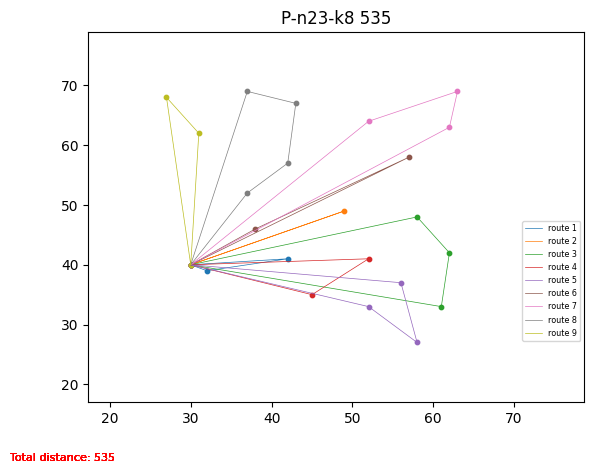 P-n23-k8 535
70
60
50
40
30
20
20 30 40 50 60 70
route 1
route 2
route 3
route 4
route 5
route 6
route 7
route 8
route 9
Total distance: 535